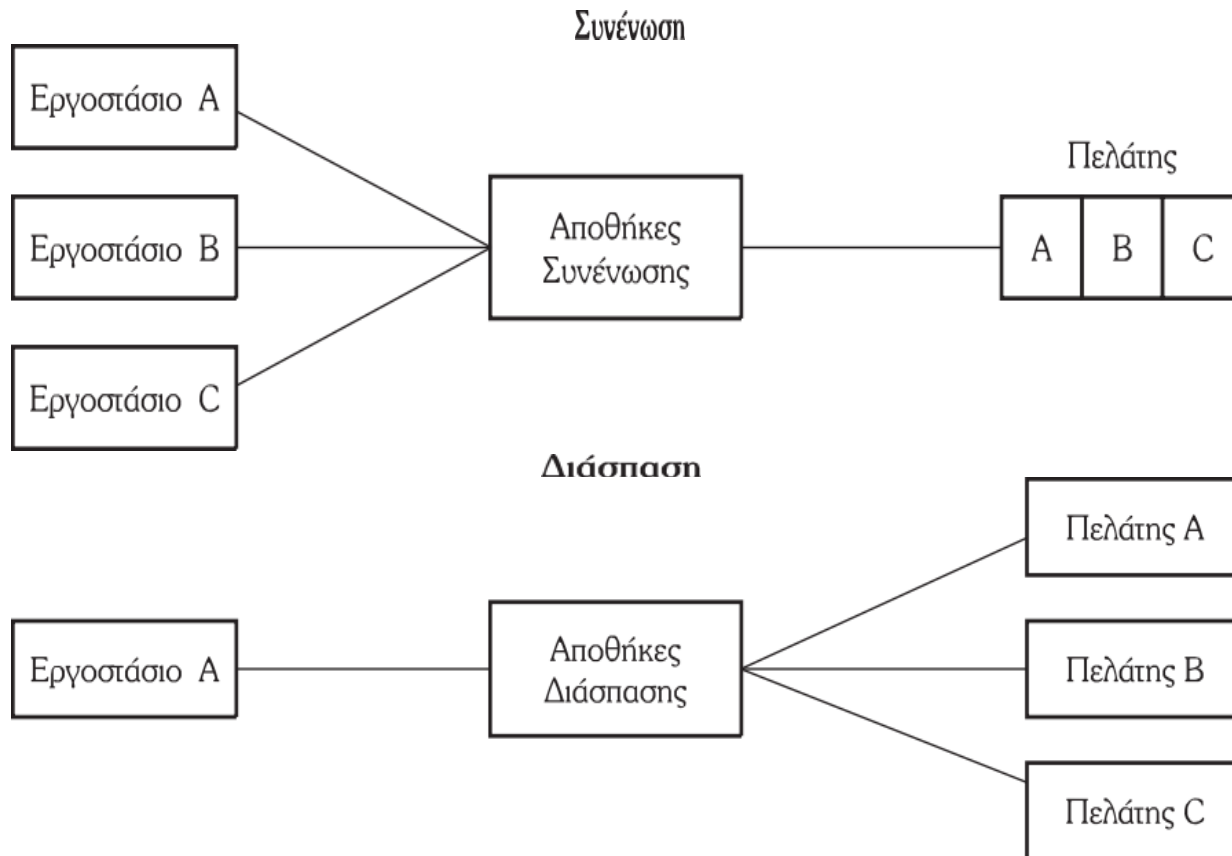 Συνένωση
Εργοστάσιο A
Εργοστάσιο B
Εργοστάσιο C
Αποθήκες
Συνένωσης
Πελάτης
A B C
Διάσπαση
Εργοστάσιο A
Αποθήκες
Διάσπασης
Πελάτης A
Πελάτης B
Πελάτης C